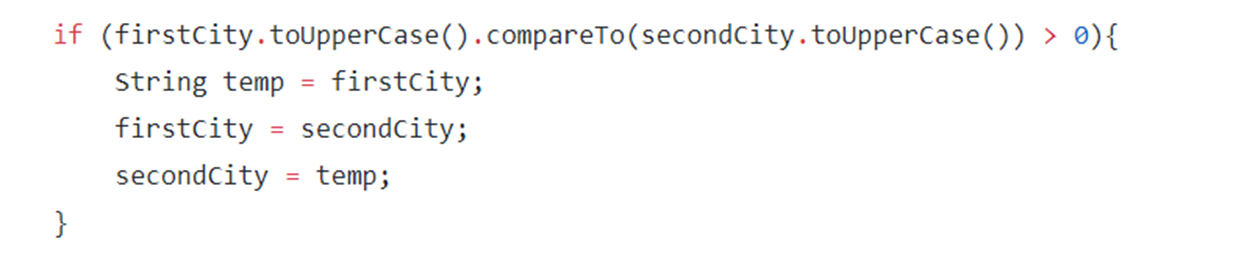 if (firstCity.toUpperCase().compareTo(secondCity.toUpperCase()) > 0){
    String temp = firstCity;
    firstCity = secondCity;
    secondCity = temp;
}